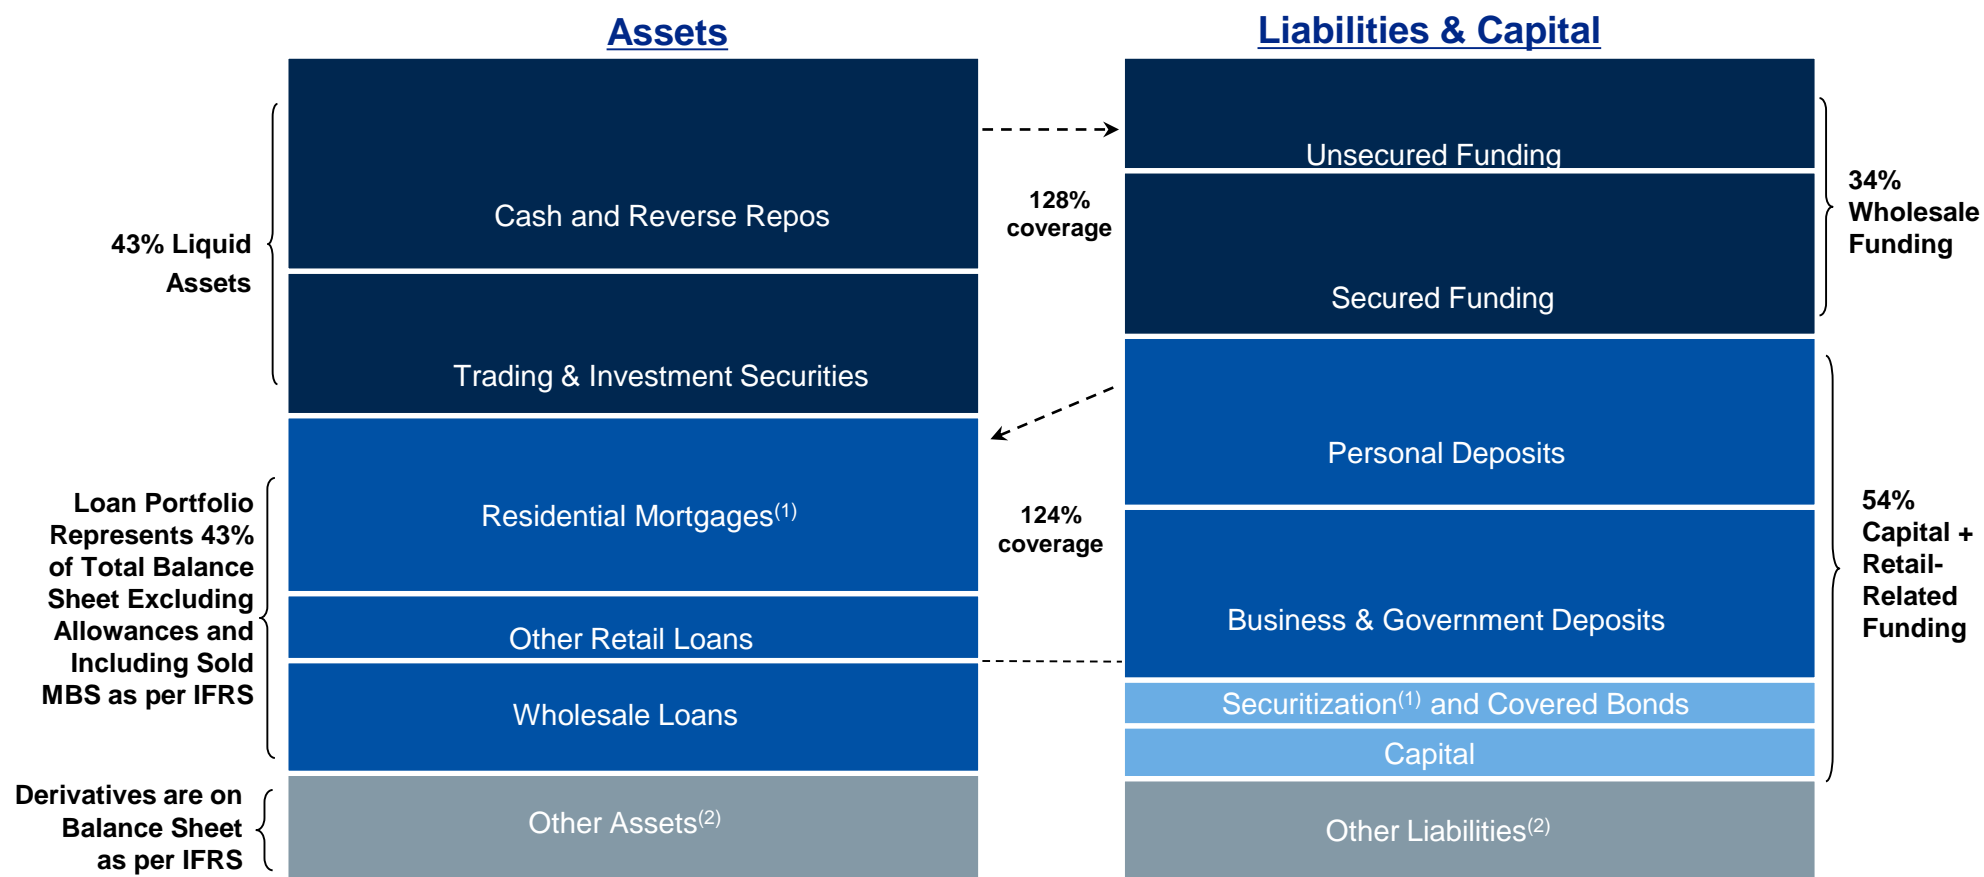 Assets
Liabilities & Capital
43% Liquid
Assets
Cash and Reverse Repos
Trading & Investment Securities
128%
coverage
Unsecured Funding
Secured Funding
34%
Wholesale
Funding
Loan Portfolio
Represents 43%
of Total Balance
Sheet Excluding
Allowances and
Including Sold
MBS as per IFRS
Residential Mortgages(1)
Other Retail Loans
Wholesale Loans
124%
coverage
Personal Deposits
Business & Government Deposits
Securitization(1) and Covered Bonds
Capital
54%
Capital +
Retail-
Related
Funding
Derivatives are on
Balance Sheet
as per IFRS
Other Assets(2)
Other Liabilities(2)